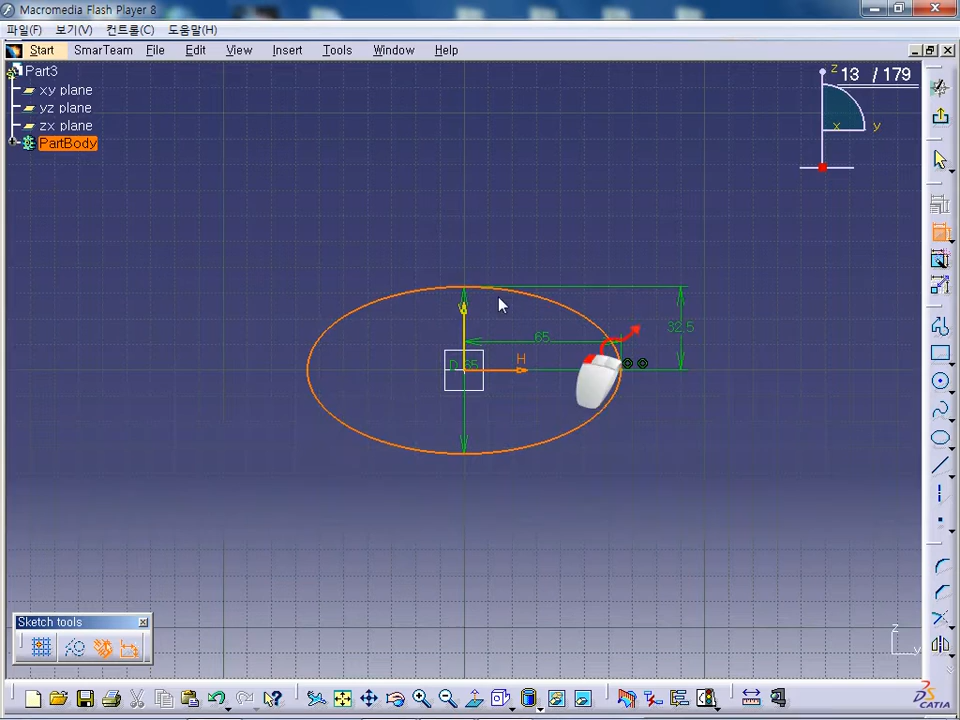 Macromedia Flash Player 8
파일(F) 보기(V) 컨트롤(C) 도움말(H)
Start SmarTeam File Edit View Insert Tools Window Help
Part3
xy plane
yz plane
zx plane
PartBody
z
13 / 179
x y
32.5
65
H
D 65
Sketch tools
z
y
CATIA